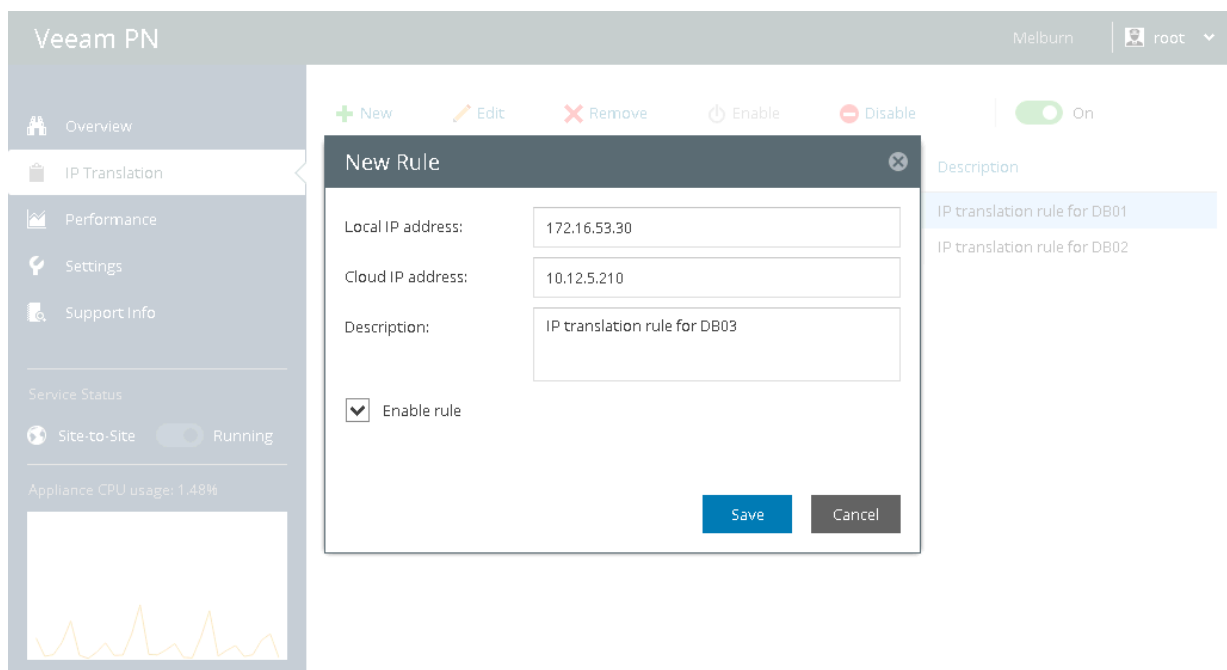 Veeam PN
Melburn
root
Overview
IP Translation
Performance
Settings
Support Info
Service Status
Site-to-Site
Running
Appliance CPU usage: 1.48%
New
Edit
Remove
Enable
Disable
On
Description
IP translation rule for DB01
IP translation rule for DB02
New Rule
Local IP address:
172.16.53.30
Cloud IP address:
10.12.5.210
Description:
IP translation rule for DB03
Enable rule
Save
Cancel